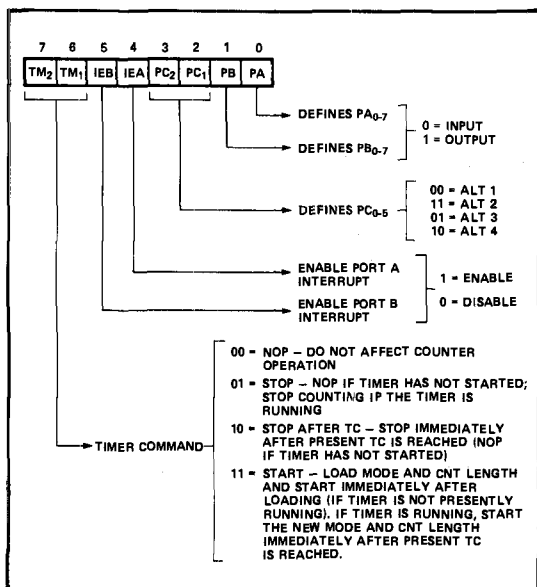 7 6 5 4 3 2 1 0
TM2 TM1 IEB IEA PC2 PC1 PB PA
DEFINES PA0-7
DEFINES PB0-7
0 = INPUT
1 = OUTPUT
DEFINES PC0-5
00 = ALT 1
11 = ALT 2
01 = ALT 3
10 = ALT 4
ENABLE PORT A
INTERRUPT
ENABLE PORT B
INTERRUPT
1 = ENABLE
0 = DISABLE
TIMER COMMAND
00 = NOP – DO NOT AFFECT COUNTER
OPERATION
01 = STOP – NOP IF TIMER HAS NOT STARTED;
STOP COUNTING IF THE TIMER IS
RUNNING
10 = STOP AFTER TC – STOP IMMEDIATELY
AFTER PRESENT TC IS REACHED (NOP
IF TIMER HAS NOT STARTED)
11 = START – LOAD MODE AND CNT LENGTH
AND START IMMEDIATELY AFTER
LOADING (IF TIMER IS NOT PRESENTLY
RUNNING). IF TIMER IS RUNNING, START
THE NEW MODE AND CNT LENGTH
IMMEDIATELY AFTER PRESENT TC
IS REACHED.